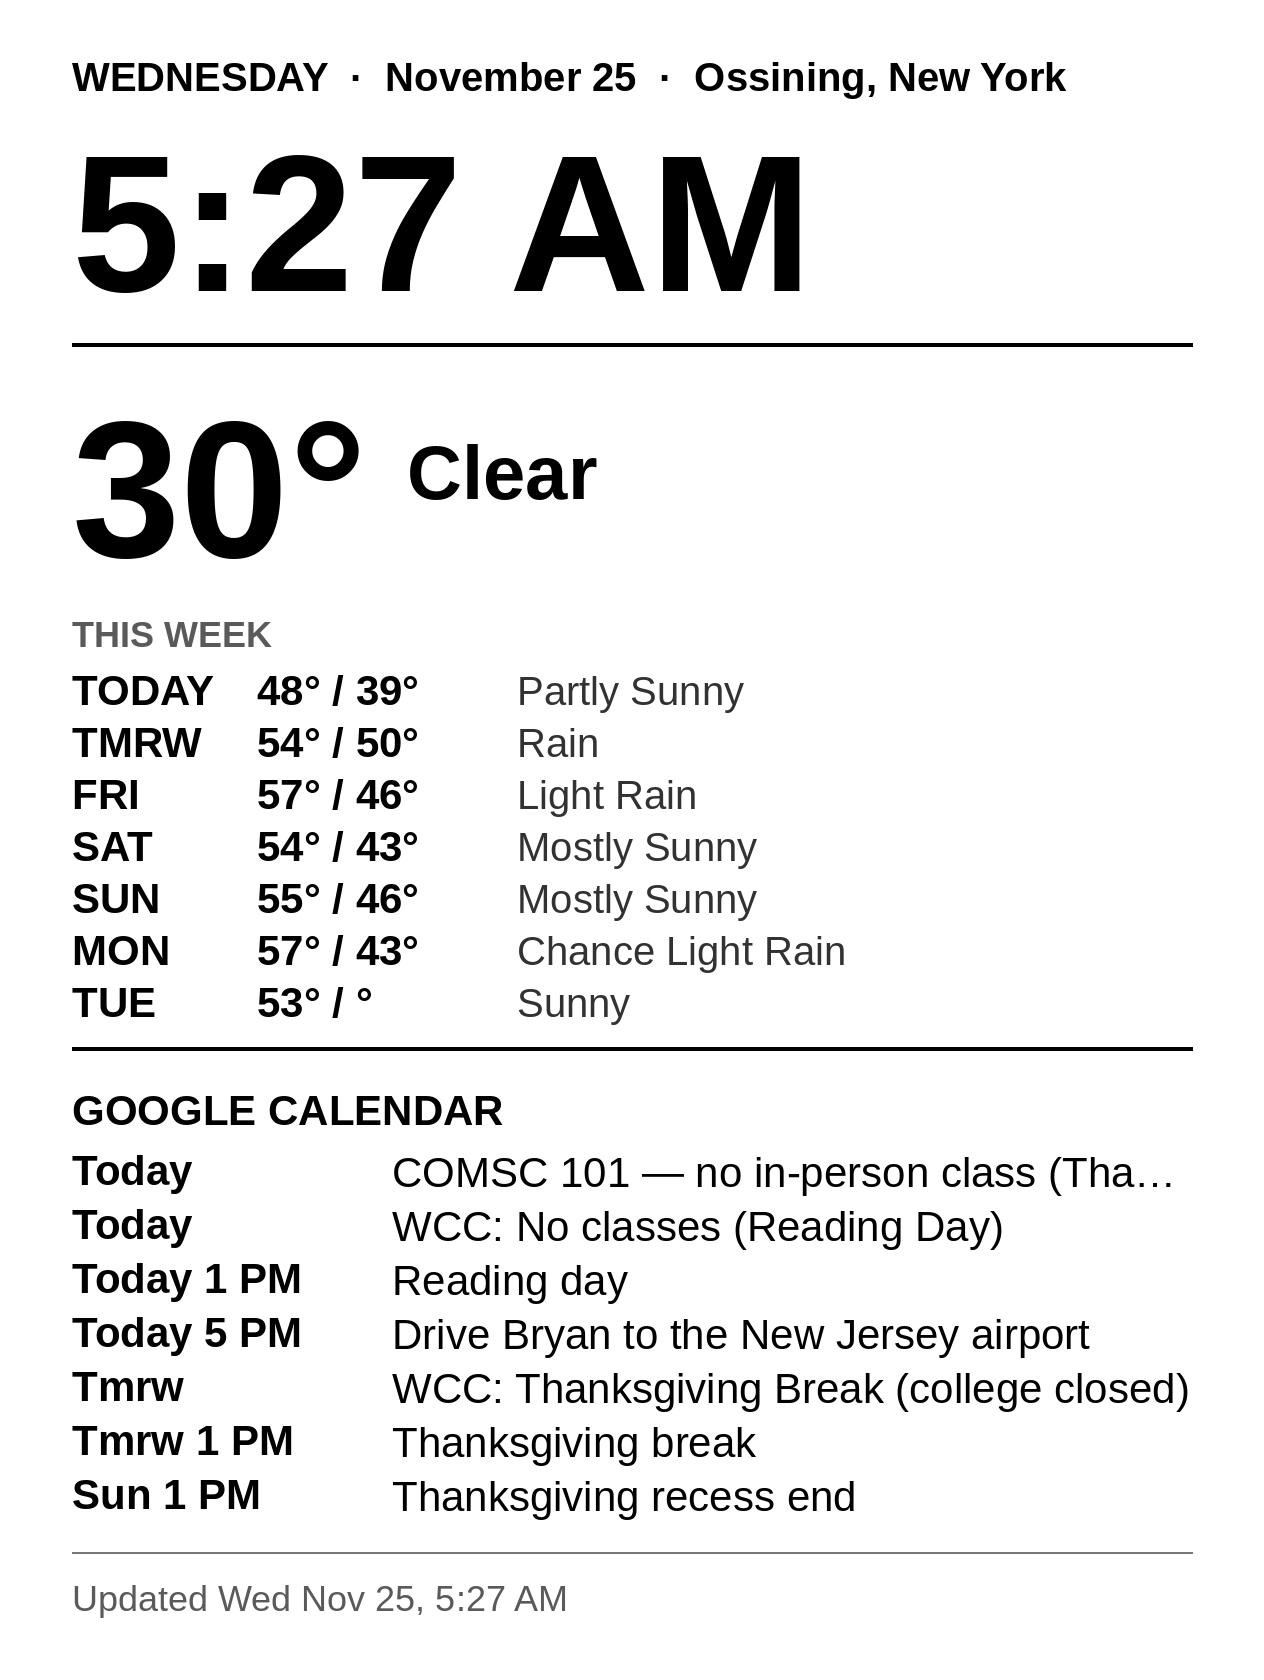 WEDNESDAY · November 25 · Ossining, New York
5:27 AM
30° Clear
THIS WEEK
TODAY 48° / 39° Partly Sunny
TMRW 54° / 50° Rain
FRI 57° / 46° Light Rain
SAT 54° / 43° Mostly Sunny
SUN 55° / 46° Mostly Sunny
MON 57° / 43° Chance Light Rain
TUE 53° / ° Sunny
GOOGLE CALENDAR
Today COMSC 101 — no in-person class (Tha…
Today WCC: No classes (Reading Day)
Today 1 PM Reading day
Today 5 PM Drive Bryan to the New Jersey airport
Tmrw WCC: Thanksgiving Break (college closed)
Tmrw 1 PM Thanksgiving break
Sun 1 PM Thanksgiving recess end
Updated Wed Nov 25, 5:27 AM